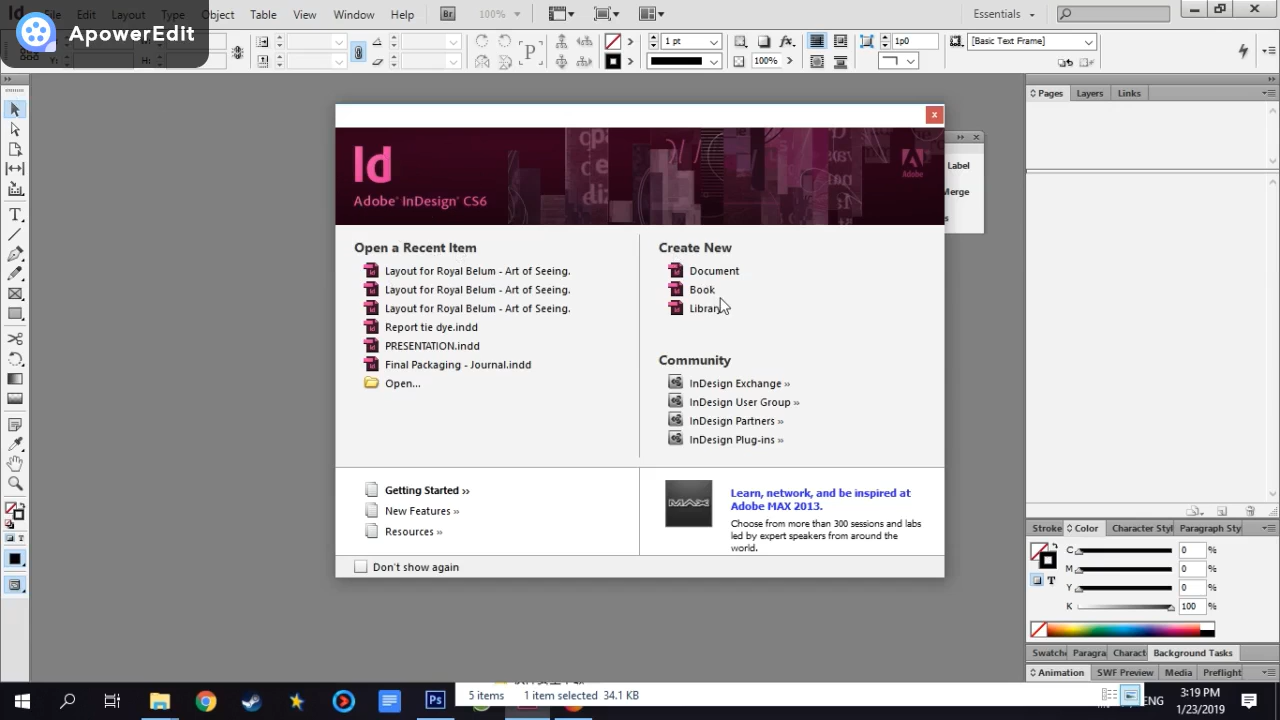 ApowerEdit
Edit Layout Type Object Table View Window Help Br 100% Essentials
1 pt 1p0 [Basic Text Frame]
100%
Pages Layers Links
Id
Adobe® InDesign® CS6
Adobe
Label
Merge
Open a Recent Item
Layout for Royal Belum - Art of Seeing.
Layout for Royal Belum - Art of Seeing.
Layout for Royal Belum - Art of Seeing.
Report tie dye.indd
PRESENTATION.indd
Final Packaging - Journal.indd
Open...
Create New
Document
Book
Library
Community
InDesign Exchange »
InDesign User Group »
InDesign Partners »
InDesign Plug-ins »
Getting Started »
New Features »
Resources »
MAX
Learn, network, and be inspired at
Adobe MAX 2013.
Choose from more than 300 sessions and labs
led by expert speakers from around the
world.
Don't show again
Stroke Color Character Styl Paragraph Sty
C 0 %
M 0 %
Y 0 %
K 100 %
Swatche Paragra Charact Background Tasks
Animation SWF Preview Media Preflight
5 items 1 item selected 34.1 KB
ENG
3:19 PM
1/23/2019